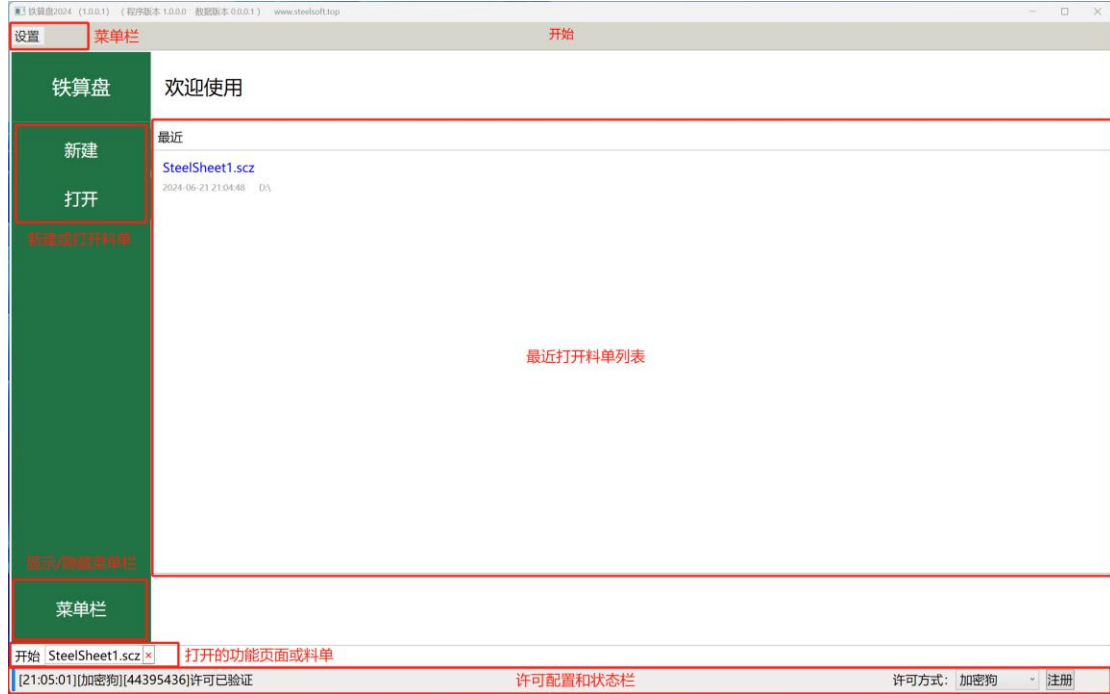 铁算盘2024 （1.0.0.1） （程序版本 1.0.0.0 数据版本 0.0.0.1） www.steelsoft.top
设置 菜单栏 开始
铁算盘 欢迎使用
新建
打开
新建或打开料单
最近
SteelSheet1.scz
2024-06-21 21:04:48 D:\
最近打开料单列表
显示/隐藏菜单栏
菜单栏
开始 SteelSheet1.scz × 打开的功能页面或料单
[21:05:01][加密狗][44395436]许可已验证 许可配置和状态栏 许可方式： 加密狗 注册